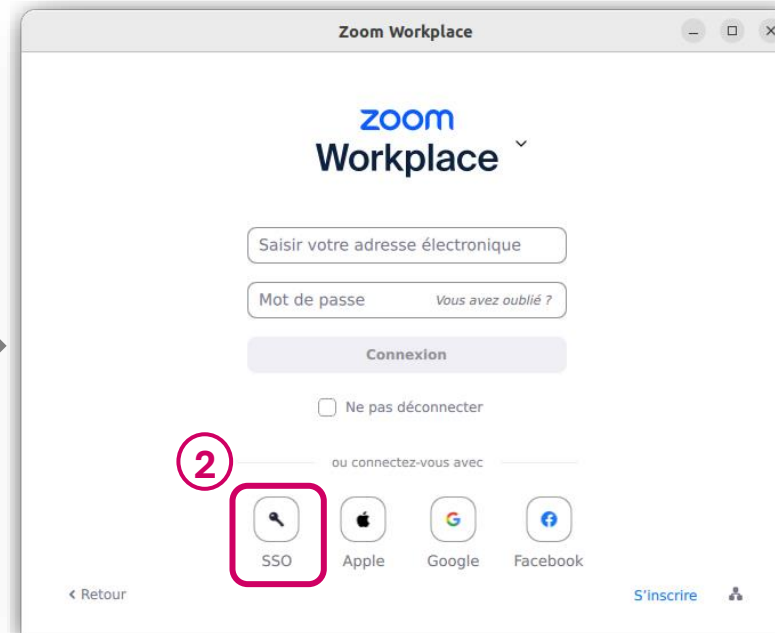 Zoom Workplace
zoom
Workplace
Saisir votre adresse électronique
Mot de passe Vous avez oublié ?
Connexion
Ne pas déconnecter
2
ou connectez-vous avec
SSO Apple Google Facebook
Retour S'inscrire